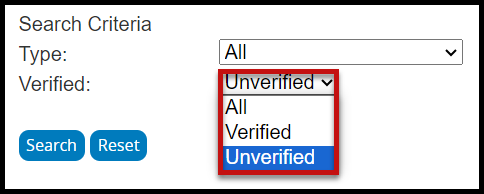 Search Criteria
Type: All
Verified: Unverified
All
Verified
Unverified
Search Reset